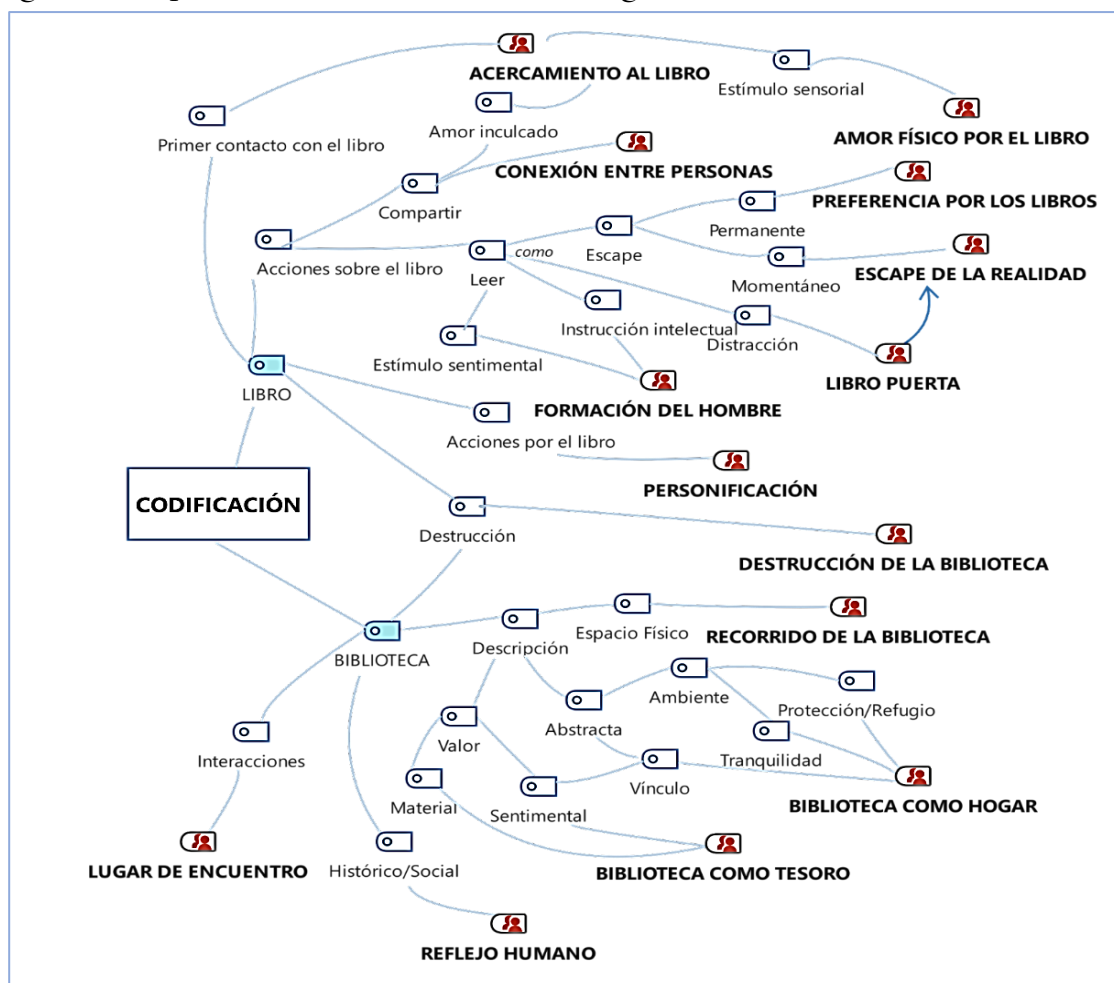 ACERCAMIENTO AL LIBRO
Estímulo sensorial
Amor inculcado
AMOR FÍSICO POR EL LIBRO
Primer contacto con el libro
CONEXIÓN ENTRE PERSONAS
PREFERENCIA POR LOS LIBROS
Compartir
Permanente
como
Escape
Acciones sobre el libro
ESCAPE DE LA REALIDAD
Leer
Momentáneo
Instrucción intelectual
Distracción
Estímulo sentimental
LIBRO PUERTA
LIBRO
FORMACIÓN DEL HOMBRE
Acciones por el libro
PERSONIFICACIÓN
CODIFICACIÓN
Destrucción
DESTRUCCIÓN DE LA BIBLIOTECA
Espacio Físico
RECORRIDO DE LA BIBLIOTECA
Descripción
BIBLIOTECA
Ambiente
Protección/Refugio
Abstracta
Valor
Tranquilidad
Interacciones
Vínculo
Material
Sentimental
BIBLIOTECA COMO HOGAR
LUGAR DE ENCUENTRO
Histórico/Social
BIBLIOTECA COMO TESORO
REFLEJO HUMANO